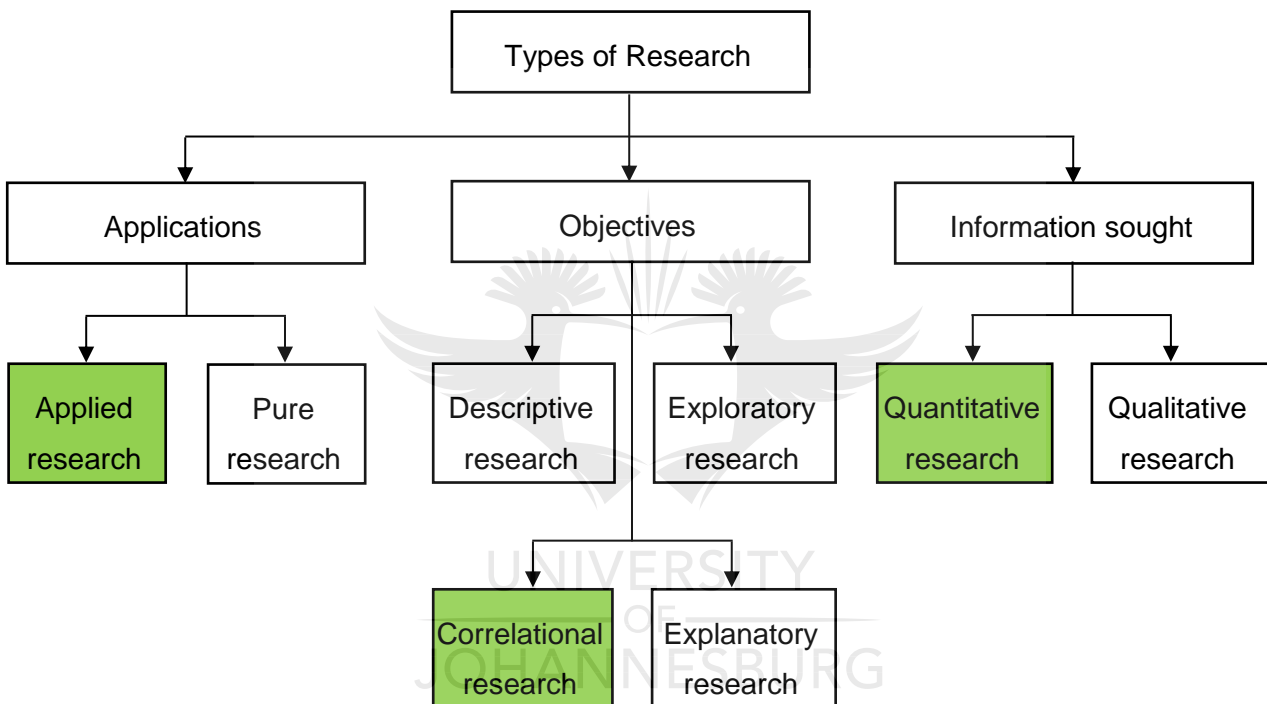 Types of Research
Applications
Objectives
Information sought
Applied
research
Pure
research
Descriptive
research
Exploratory
research
Quantitative
research
Qualitative
research
Correlational
research
Explanatory
research
UNIVERSITY
OF
JOHANNESBURG